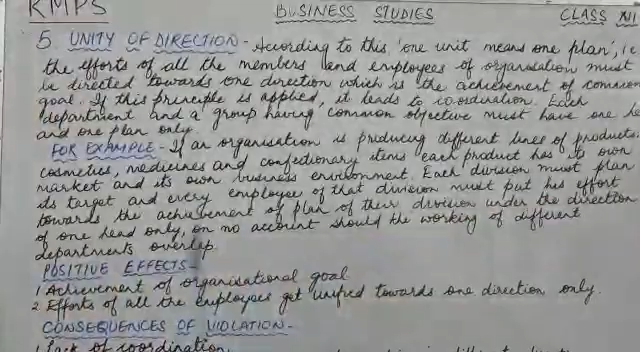 KMPS BUSINESS STUDIES CLASS XII
5 UNITY OF DIRECTION - According to this 'one unit means one plan', i.e
the efforts of all the members and employees of organisation must
be directed towards one direction which is the achievement of common
goal. If this principle is applied, it leads to coordination. Each
department and a group having common objective must have one he
and one plan only.
FOR EXAMPLE - If an organisation is producing different lines of products.
cosmetics, medicines and confectionary items each product has its own
market and its own business environment. Each division must plan
its target and every employee of that division must put his effort
towards the achievement of plan of their division under the direction
of one head only, on no account should the working of different
departments overlap.
POSITIVE EFFECTS -
1 Achievement of organisational goal
2. Efforts of all the employees get unified towards one direction only.
CONSEQUENCES OF VIOLATION -
1 Lack of coordination.